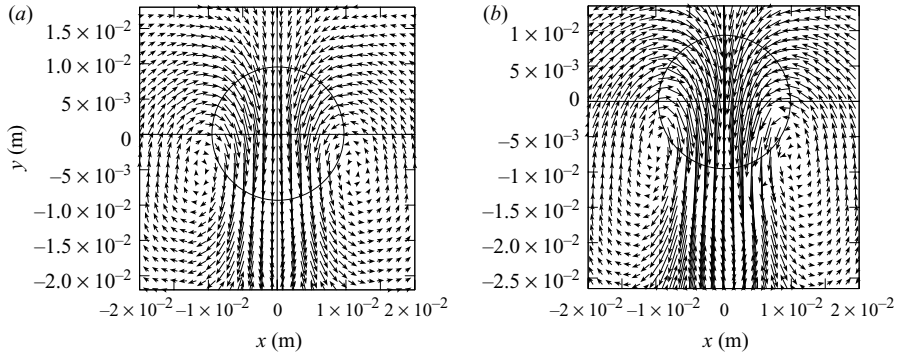 (a)
1.5 × 10⁻²
1.0 × 10⁻²
5 × 10⁻³
0
−5 × 10⁻³
−1.0 × 10⁻²
−1.5 × 10⁻²
−2.0 × 10⁻²
y (m)
−2 × 10⁻² −1 × 10⁻² 0 1 × 10⁻² 2 × 10⁻²
x (m)
(b)
1 × 10⁻²
5 × 10⁻³
0
−5 × 10⁻³
−1 × 10⁻²
−1.5 × 10⁻²
−2.0 × 10⁻²
−2.5 × 10⁻²
−2 × 10⁻² −1 × 10⁻² 0 1 × 10⁻² 2 × 10⁻²
x (m)